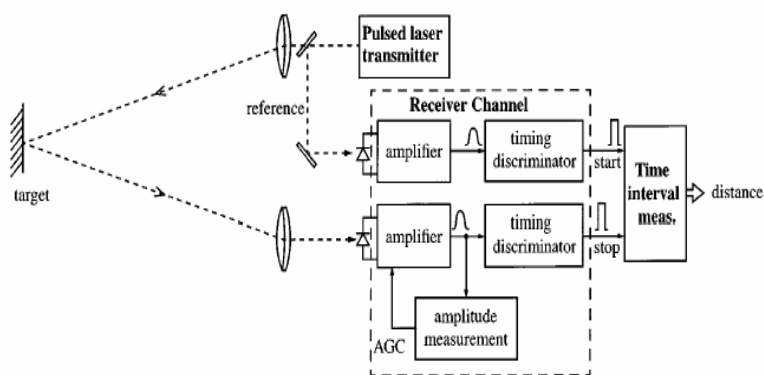 Pulsed laser
transmitter
reference
Receiver Channel
amplifier
timing
discriminator
start
target
Time
interval
meas.
distance
amplifier
timing
discriminator
stop
AGC
amplitude
measurement